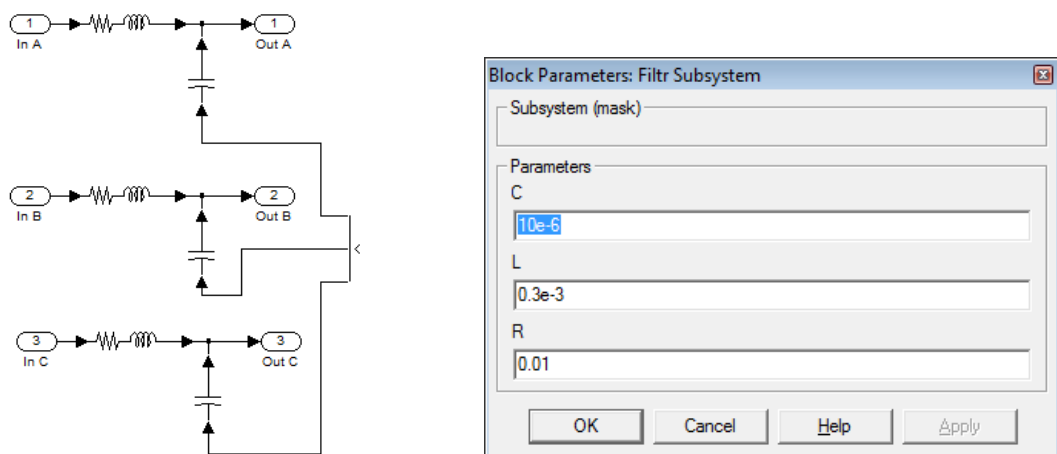 1
In A
1
Out A
2
In B
2
Out B
3
In C
3
Out C
Block Parameters: Filtr Subsystem
Subsystem (mask)
Parameters
C
10e-6
L
0.3e-3
R
0.01
OK
Cancel
Help
Apply